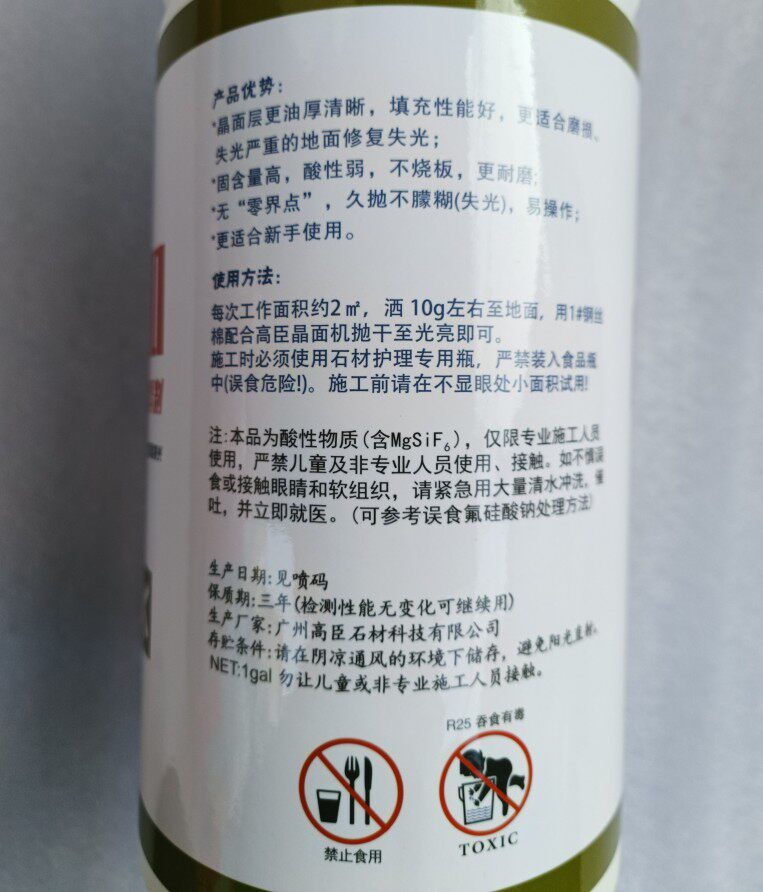 产品优势：
*晶面层更油厚清晰，填充性能好，更适合磨损、
失光严重的地面修复失光；
*固含量高，酸性弱，不烧板，更耐磨；
*无“零界点”，久抛不朦糊(失光)，易操作；
*更适合新手使用。
使用方法：
每次工作面积约2㎡，洒 10g左右至地面，用1#钢丝
棉配合高臣晶面机抛干至光亮即可。
施工时必须使用石材护理专用瓶，严禁装入食品瓶
中(误食危险!)。施工前请在不显眼处小面积试用!
注:本品为酸性物质(含MgSiF₆)，仅限专业施工人员
使用，严禁儿童及非专业人员使用、接触。如不慎误
食或接触眼睛和软组织，请紧急用大量清水冲洗，催
吐，并立即就医。(可参考误食氟硅酸钠处理方法)
生产日期:见喷码
保质期:三年(检测性能无变化可继续用)
生产厂家:广州高臣石材科技有限公司
存贮条件:请在阴凉通风的环境下储存，避免阳光直射。
NET:1gal 勿让儿童或非专业施工人员接触。
R25 吞食有毒
禁止食用
TOXIC